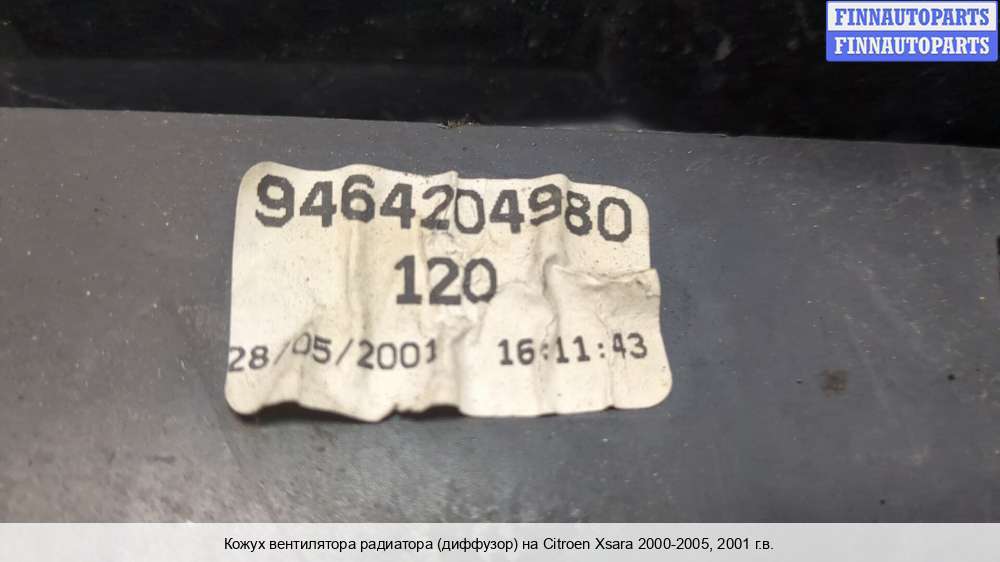 FINNAUTOPARTS
FINNAUTOPARTS
9464204980
120
28/05/2001 16:11:43
Кожух вентилятора радиатора (диффузор) на Citroen Xsara 2000-2005, 2001 г.в.